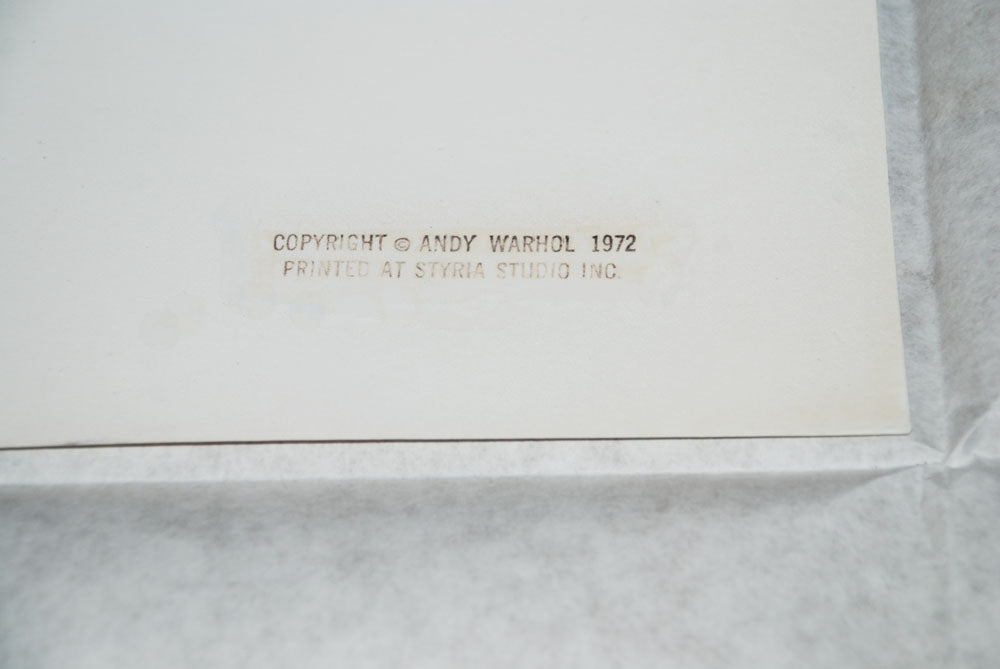 COPYRIGHT © ANDY WARHOL 1972
PRINTED AT STYRIA STUDIO INC.